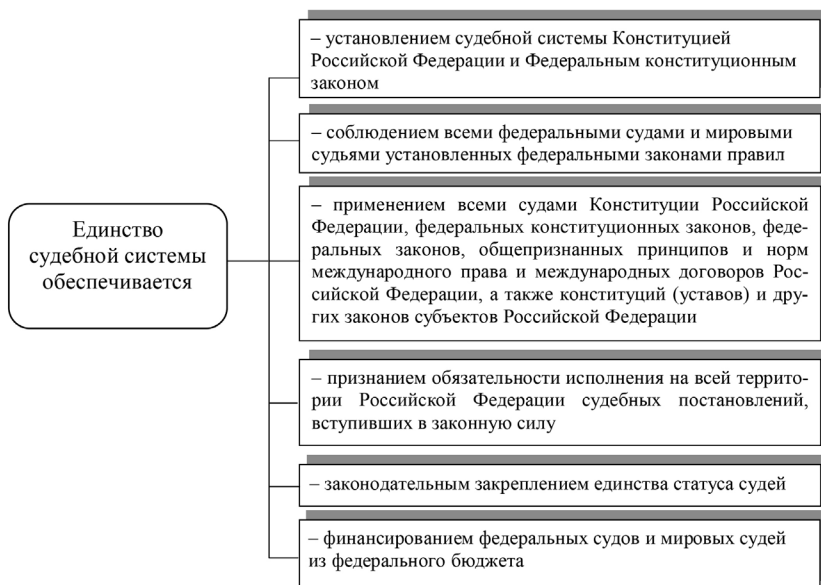 – установлением судебной системы Конституцией
Российской Федерации и Федеральным конституционным
законом
– соблюдением всеми федеральными судами и мировыми
судьями установленных федеральными законами правил
Единство
судебной системы
обеспечивается
– применением всеми судами Конституции Российской
Федерации, федеральных конституционных законов, феде-
ральных законов, общепризнанных принципов и норм
международного права и международных договоров Рос-
сийской Федерации, а также конституций (уставов) и дру-
гих законов субъектов Российской Федерации
– признанием обязательности исполнения на всей террито-
рии Российской Федерации судебных постановлений,
вступивших в законную силу
– законодательным закреплением единства статуса судей
– финансированием федеральных судов и мировых судей
из федерального бюджета